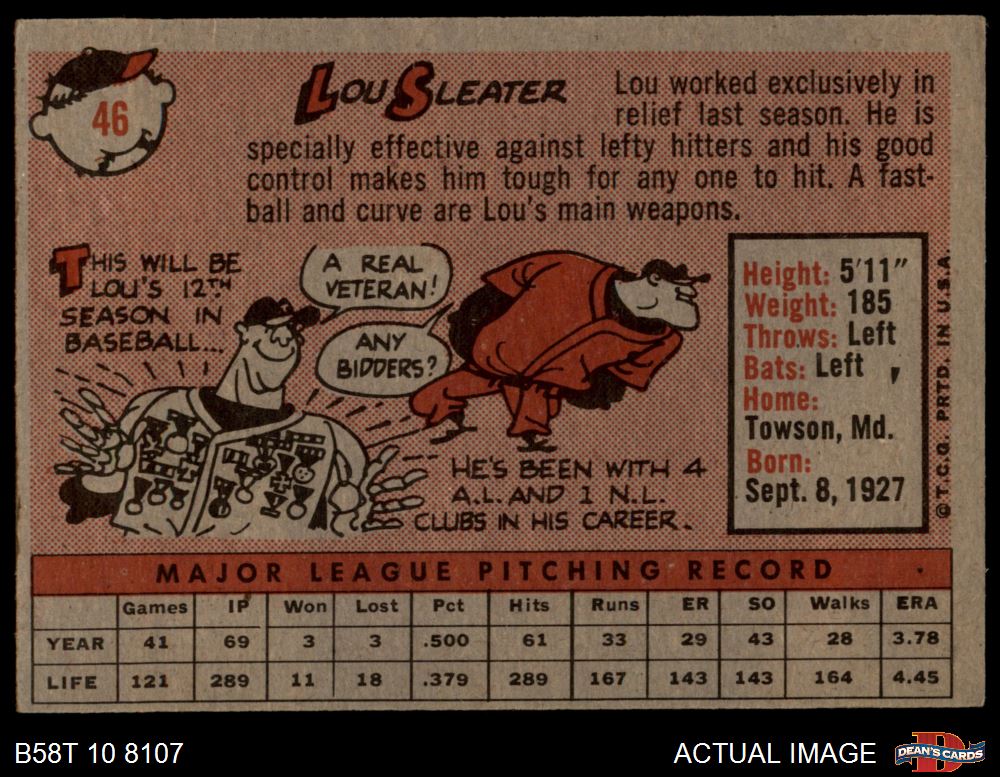 46
Lou Sleater
Lou worked exclusively in
relief last season. He is
specially effective against lefty hitters and his good
control makes him tough for any one to hit. A fast-
ball and curve are Lou's main weapons.
THIS WILL BE
LOU'S 12TH
SEASON IN
BASEBALL...
A REAL
VETERAN!
ANY
BIDDERS?
HE'S BEEN WITH 4
A.L. AND 1 N.L.
CLUBS IN HIS CAREER.
Height: 5'11"
Weight: 185
Throws: Left
Bats: Left
Home:
Towson, Md.
Born:
Sept. 8, 1927
© T.C.G. PRTD. IN U.S.A.
MAJOR LEAGUE PITCHING RECORD
Games IP Won Lost Pct Hits Runs ER SO Walks ERA
YEAR 41 69 3 3 .500 61 33 29 43 28 3.78
LIFE 121 289 11 18 .379 289 167 143 143 164 4.45
B58T 10 8107
ACTUAL IMAGE
D
DEAN'S CARDS